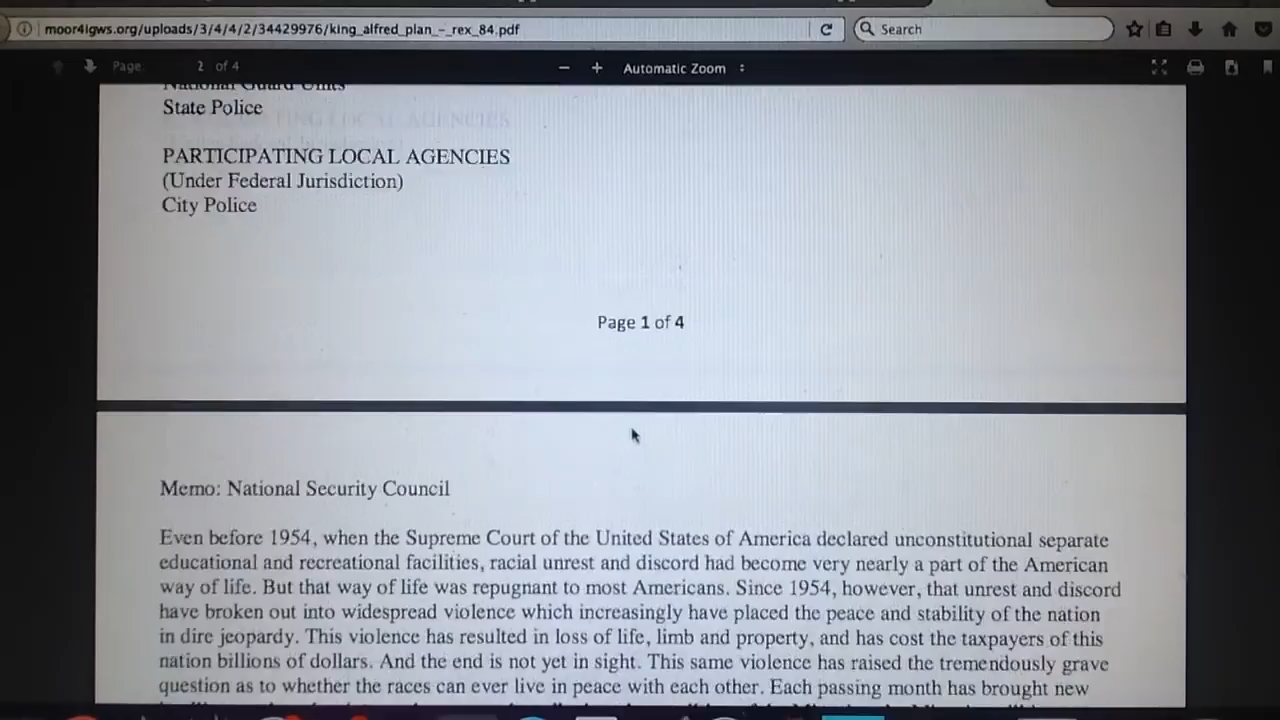 moor4igws.org/uploads/3/4/4/2/34429976/king_alfred_plan_-_rex_84.pdf
Search
Page: 2 of 4
Automatic Zoom
National Guard Units
State Police
PARTICIPATING LOCAL AGENCIES
(Under Federal Jurisdiction)
City Police
Page 1 of 4
Memo: National Security Council
Even before 1954, when the Supreme Court of the United States of America declared unconstitutional separate
educational and recreational facilities, racial unrest and discord had become very nearly a part of the American
way of life. But that way of life was repugnant to most Americans. Since 1954, however, that unrest and discord
have broken out into widespread violence which increasingly have placed the peace and stability of the nation
in dire jeopardy. This violence has resulted in loss of life, limb and property, and has cost the taxpayers of this
nation billions of dollars. And the end is not yet in sight. This same violence has raised the tremendously grave
question as to whether the races can ever live in peace with each other. Each passing month has brought new